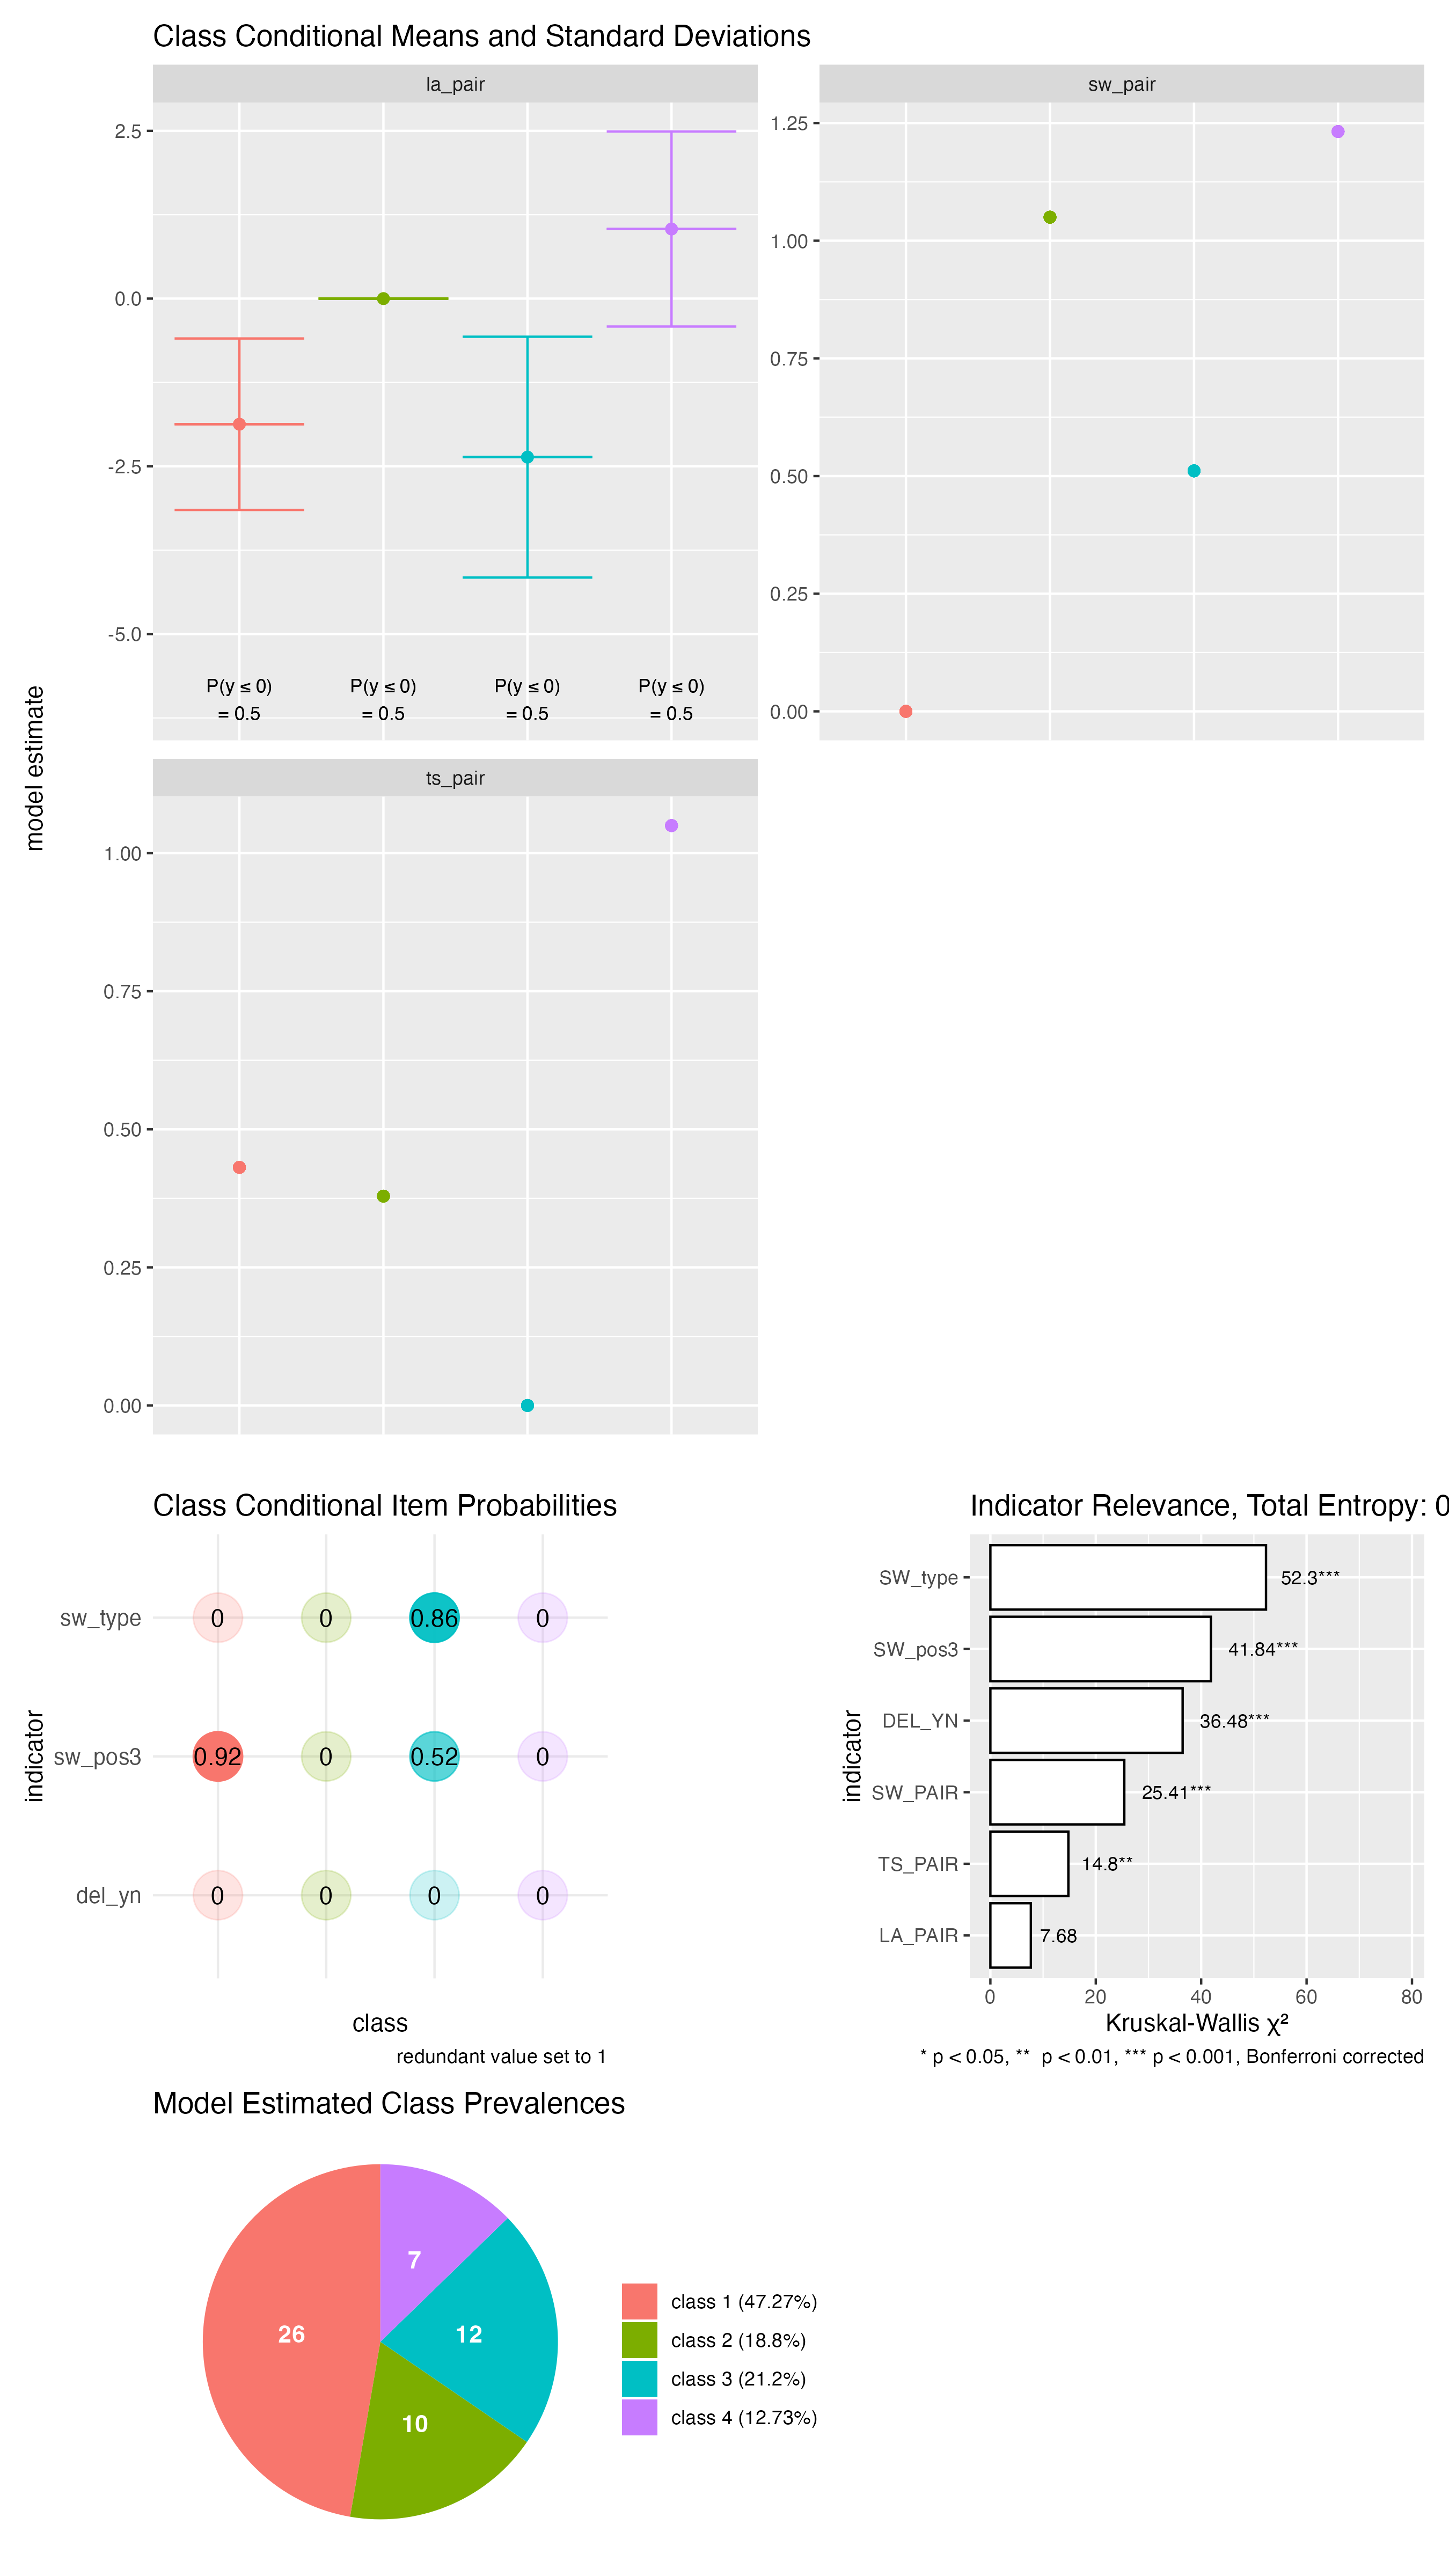 Class Conditional Means and Standard Deviations
la_pair
sw_pair
model estimate
2.5
0.0
-2.5
-5.0
P(y ≤ 0) P(y ≤ 0) P(y ≤ 0) P(y ≤ 0)
= 0.5 = 0.5 = 0.5 = 0.5
1.25
1.00
0.75
0.50
0.25
0.00
ts_pair
1.00
0.75
0.50
0.25
0.00
Class Conditional Item Probabilities
indicator
sw_type 0 0 0.86 0
sw_pos3 0.92 0 0.52 0
del_yn 0 0 0 0
class
redundant value set to 1
Indicator Relevance, Total Entropy: 0
indicator
SW_type 52.3***
SW_pos3 41.84***
DEL_YN 36.48***
SW_PAIR 25.41***
TS_PAIR 14.8**
LA_PAIR 7.68
0 20 40 60 80
Kruskal-Wallis χ²
* p < 0.05, ** p < 0.01, *** p < 0.001, Bonferroni corrected
Model Estimated Class Prevalences
7
26
12
10
class 1 (47.27%)
class 2 (18.8%)
class 3 (21.2%)
class 4 (12.73%)